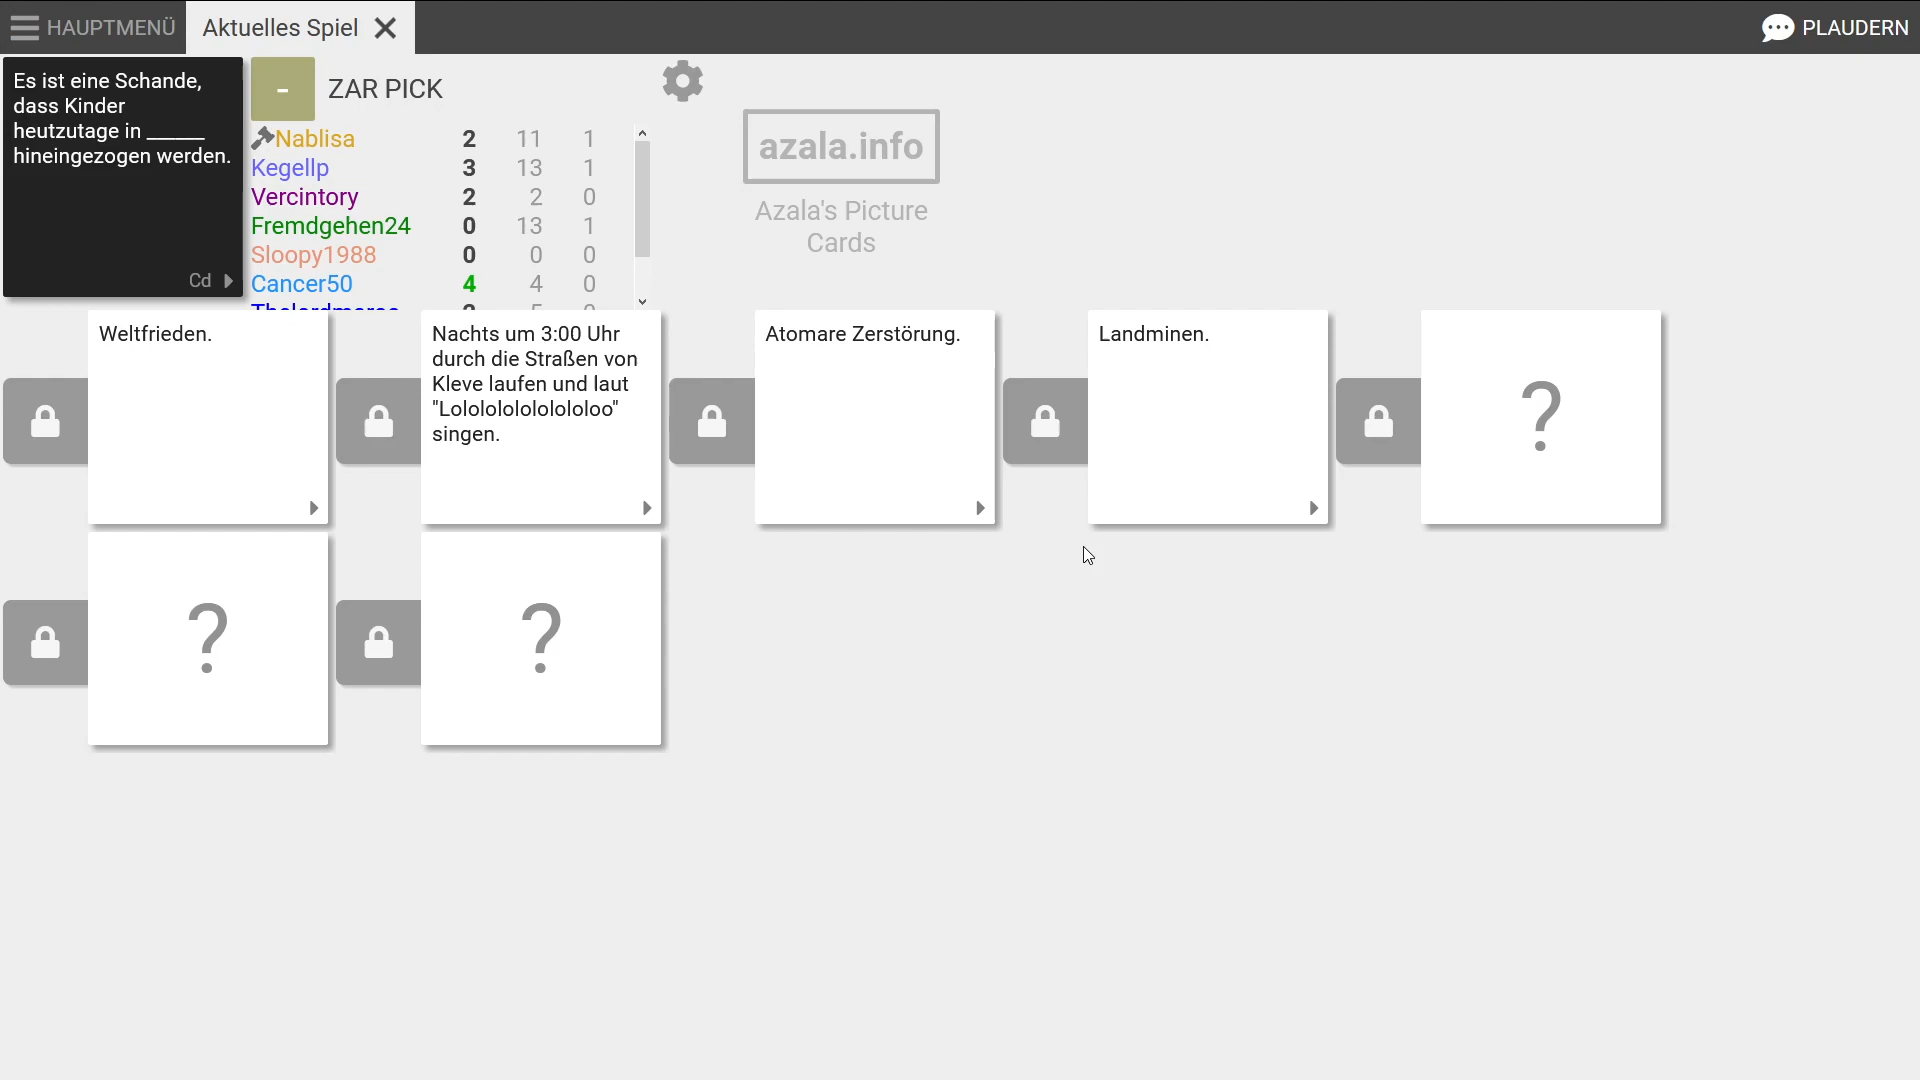 HAUPTMENÜ
Aktuelles Spiel
PLAUDERN
Es ist eine Schande,
dass Kinder
heutzutage in ______
hineingezogen werden.
Cd
-
ZAR PICK
Nablisa 2 11 1
Kegellp 3 13 1
Vercintory 2 2 0
Fremdgehen24 0 13 1
Sloopy1988 0 0 0
Cancer50 4 4 0
azala.info
Azala's Picture
Cards
Weltfrieden.
Nachts um 3:00 Uhr
durch die Straßen von
Kleve laufen und laut
"Lolololololololoo"
singen.
Atomare Zerstörung.
Landminen.
?
?
?